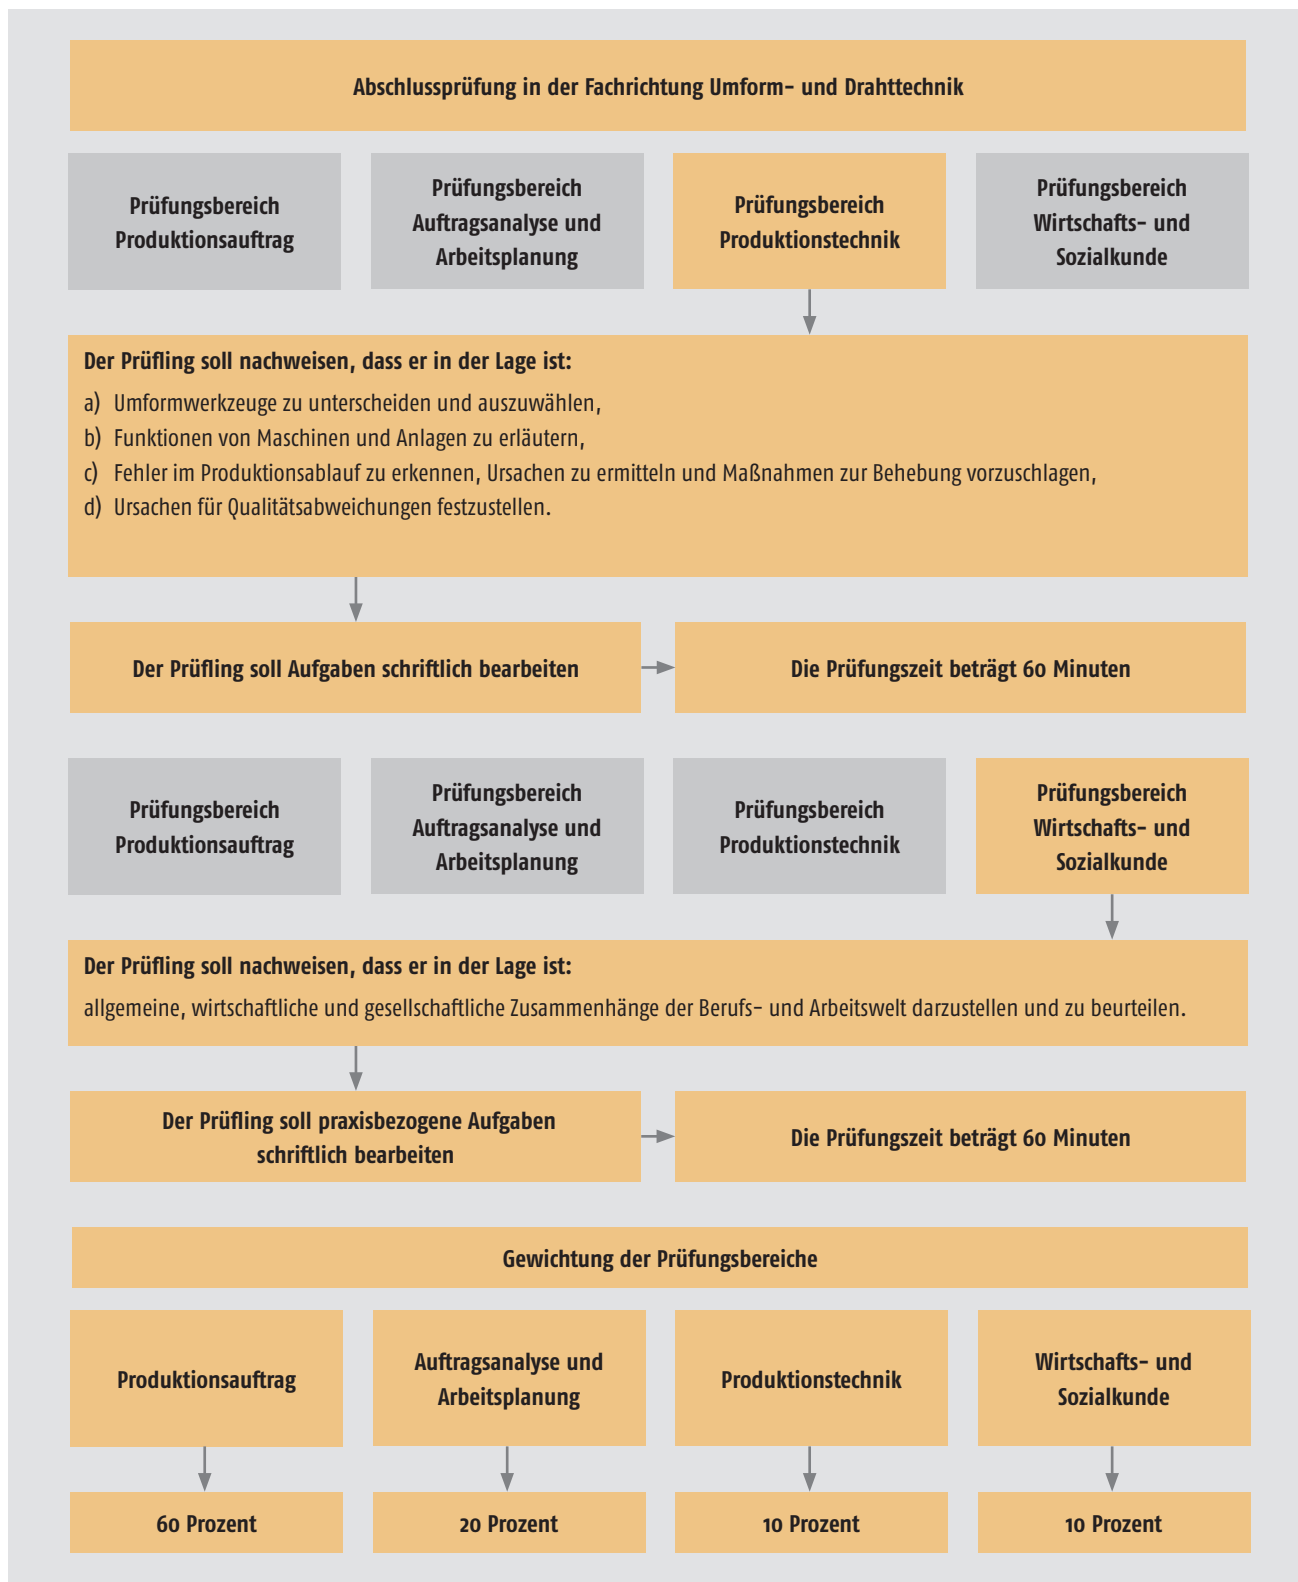 Abschlussprüfung in der Fachrichtung Umform- und Drahttechnik
Prüfungsbereich
Produktionsauftrag
Prüfungsbereich
Auftragsanalyse und
Arbeitsplanung
Prüfungsbereich
Produktionstechnik
Prüfungsbereich
Wirtschafts- und
Sozialkunde
Der Prüfling soll nachweisen, dass er in der Lage ist:
a) Umformwerkzeuge zu unterscheiden und auszuwählen,
b) Funktionen von Maschinen und Anlagen zu erläutern,
c) Fehler im Produktionsablauf zu erkennen, Ursachen zu ermitteln und Maßnahmen zur Behebung vorzuschlagen,
d) Ursachen für Qualitätsabweichungen festzustellen.
Der Prüfling soll Aufgaben schriftlich bearbeiten
Die Prüfungszeit beträgt 60 Minuten
Prüfungsbereich
Produktionsauftrag
Prüfungsbereich
Auftragsanalyse und
Arbeitsplanung
Prüfungsbereich
Produktionstechnik
Prüfungsbereich
Wirtschafts- und
Sozialkunde
Der Prüfling soll nachweisen, dass er in der Lage ist:
allgemeine, wirtschaftliche und gesellschaftliche Zusammenhänge der Berufs- und Arbeitswelt darzustellen und zu beurteilen.
Der Prüfling soll praxisbezogene Aufgaben
schriftlich bearbeiten
Die Prüfungszeit beträgt 60 Minuten
Gewichtung der Prüfungsbereiche
Produktionsauftrag
Auftragsanalyse und
Arbeitsplanung
Produktionstechnik
Wirtschafts- und
Sozialkunde
60 Prozent
20 Prozent
10 Prozent
10 Prozent